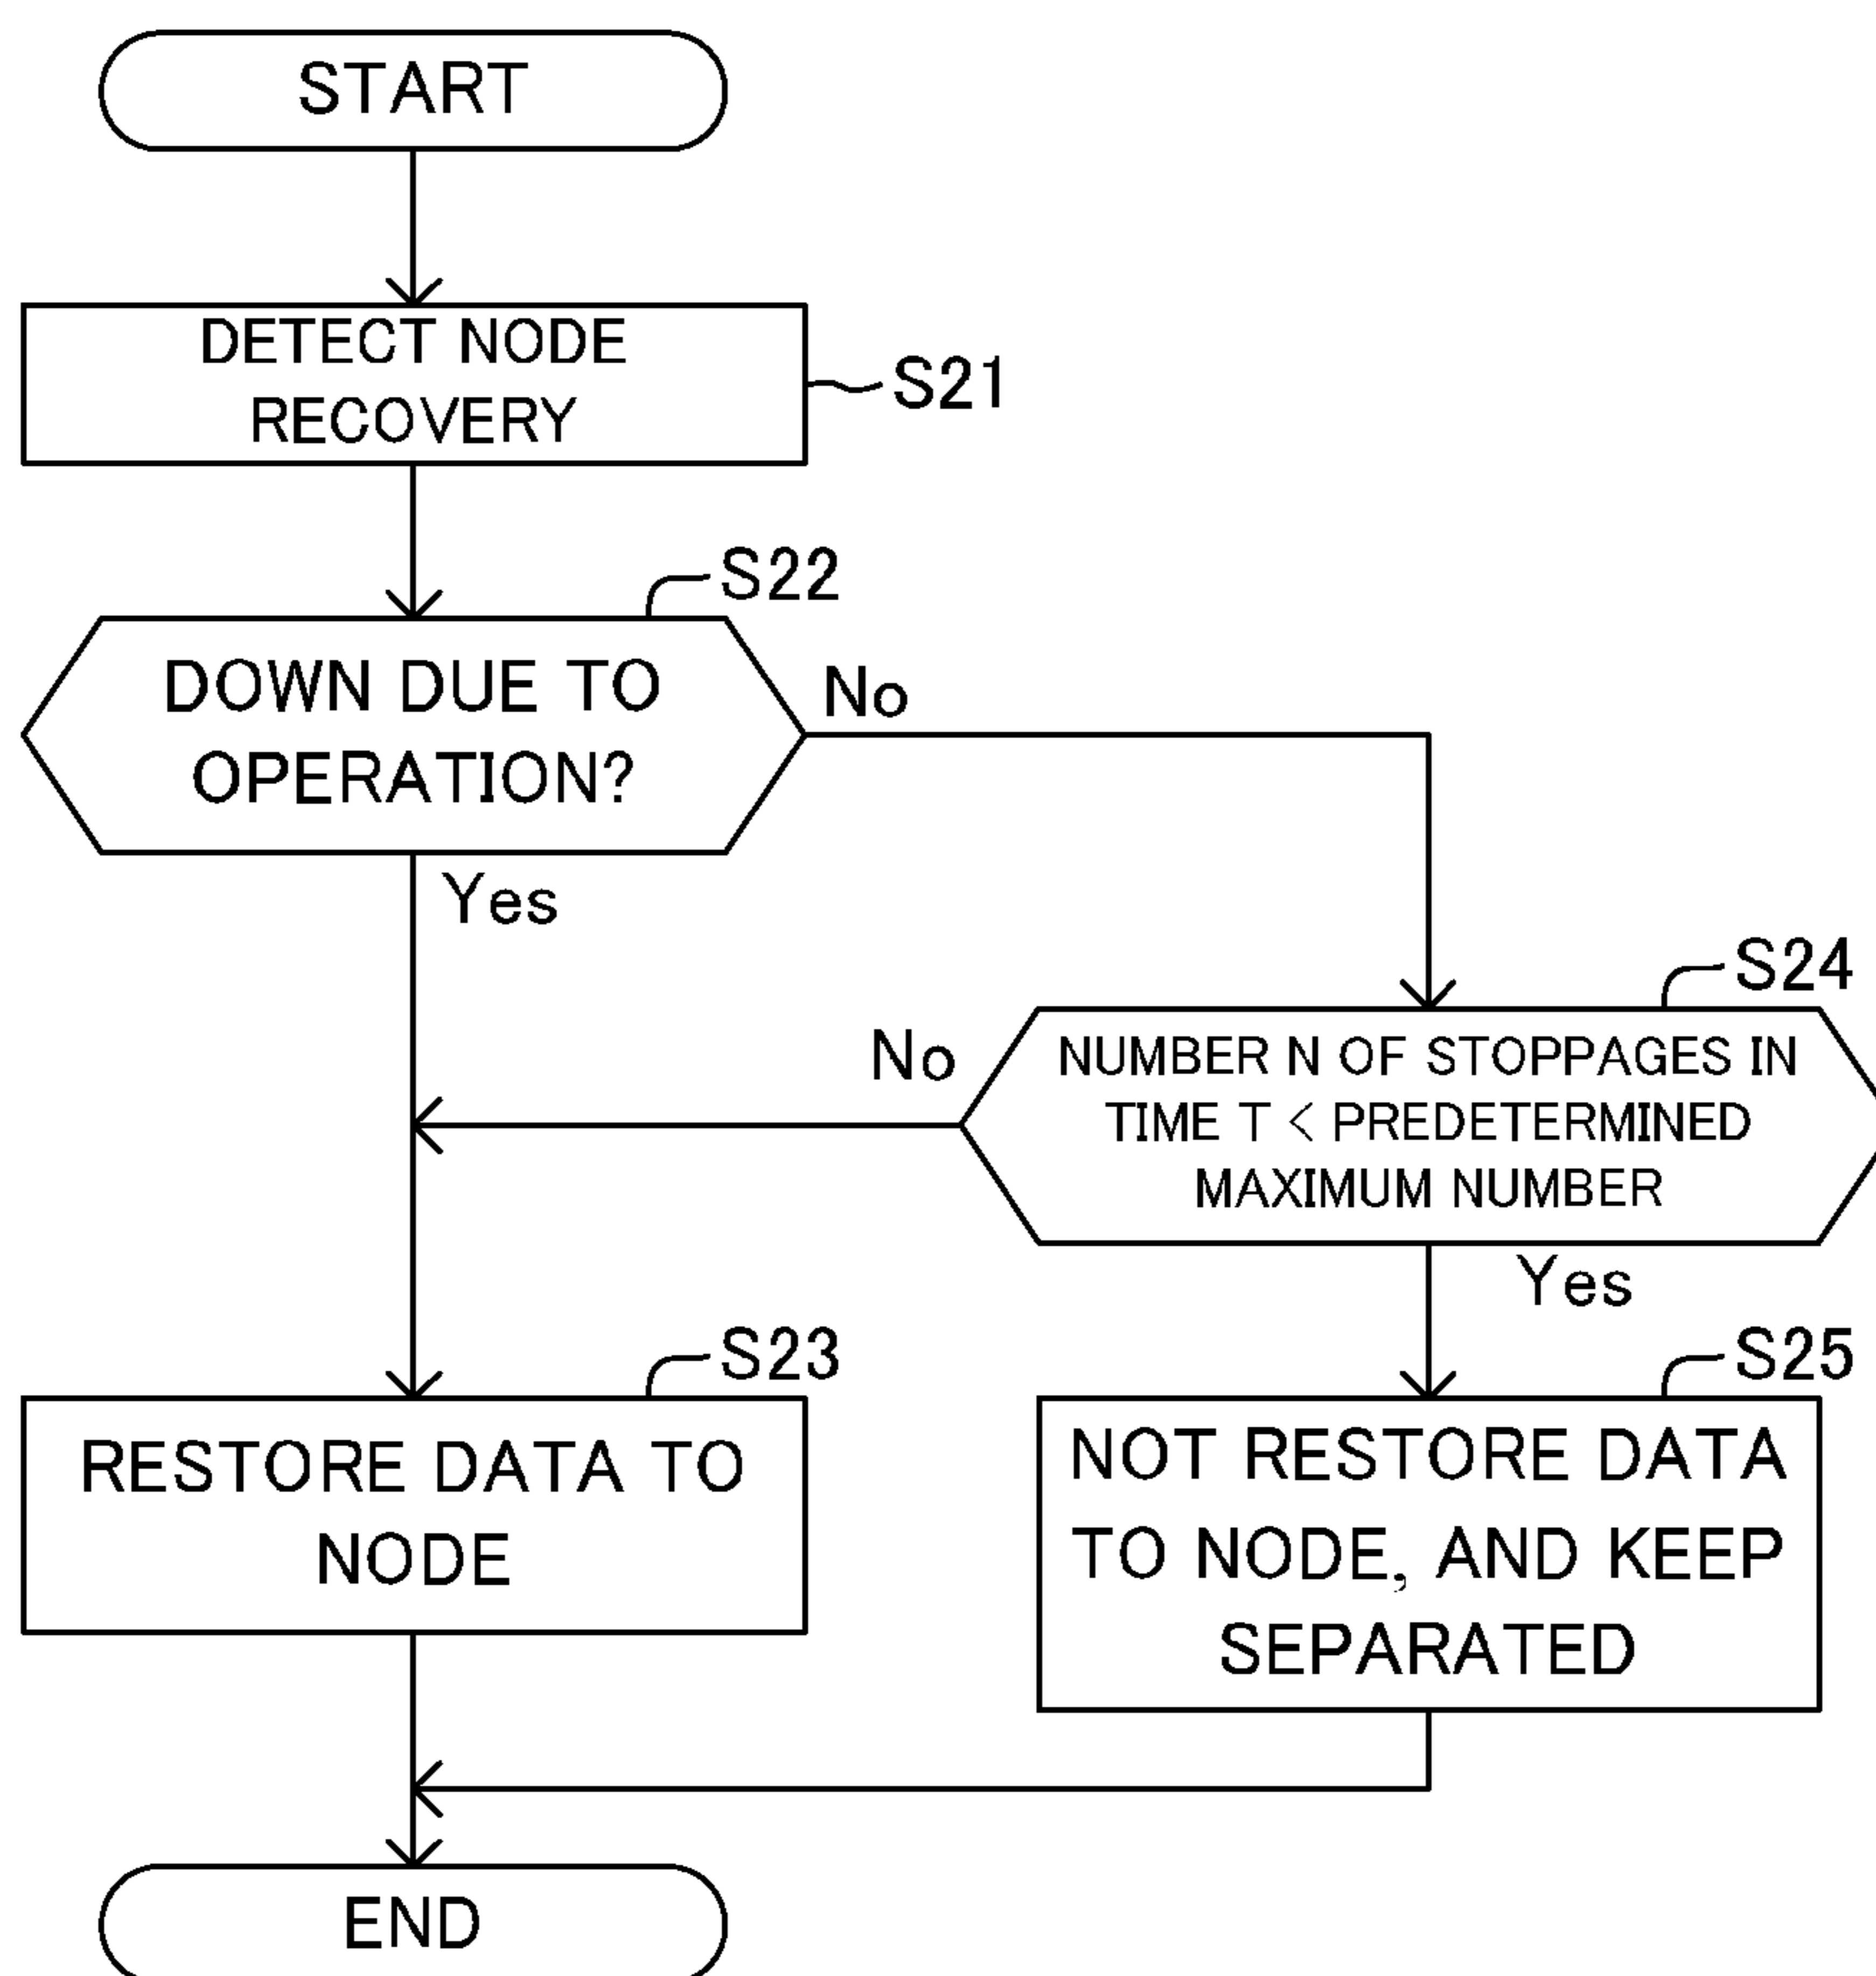 START
DETECT NODE
RECOVERY
S21
S22
DOWN DUE TO
OPERATION?
No
Yes
S24
NUMBER N OF STOPPAGES IN
TIME T < PREDETERMINED
MAXIMUM NUMBER
No
Yes
S23
RESTORE DATA TO
NODE
S25
NOT RESTORE DATA
TO NODE, AND KEEP
SEPARATED
END